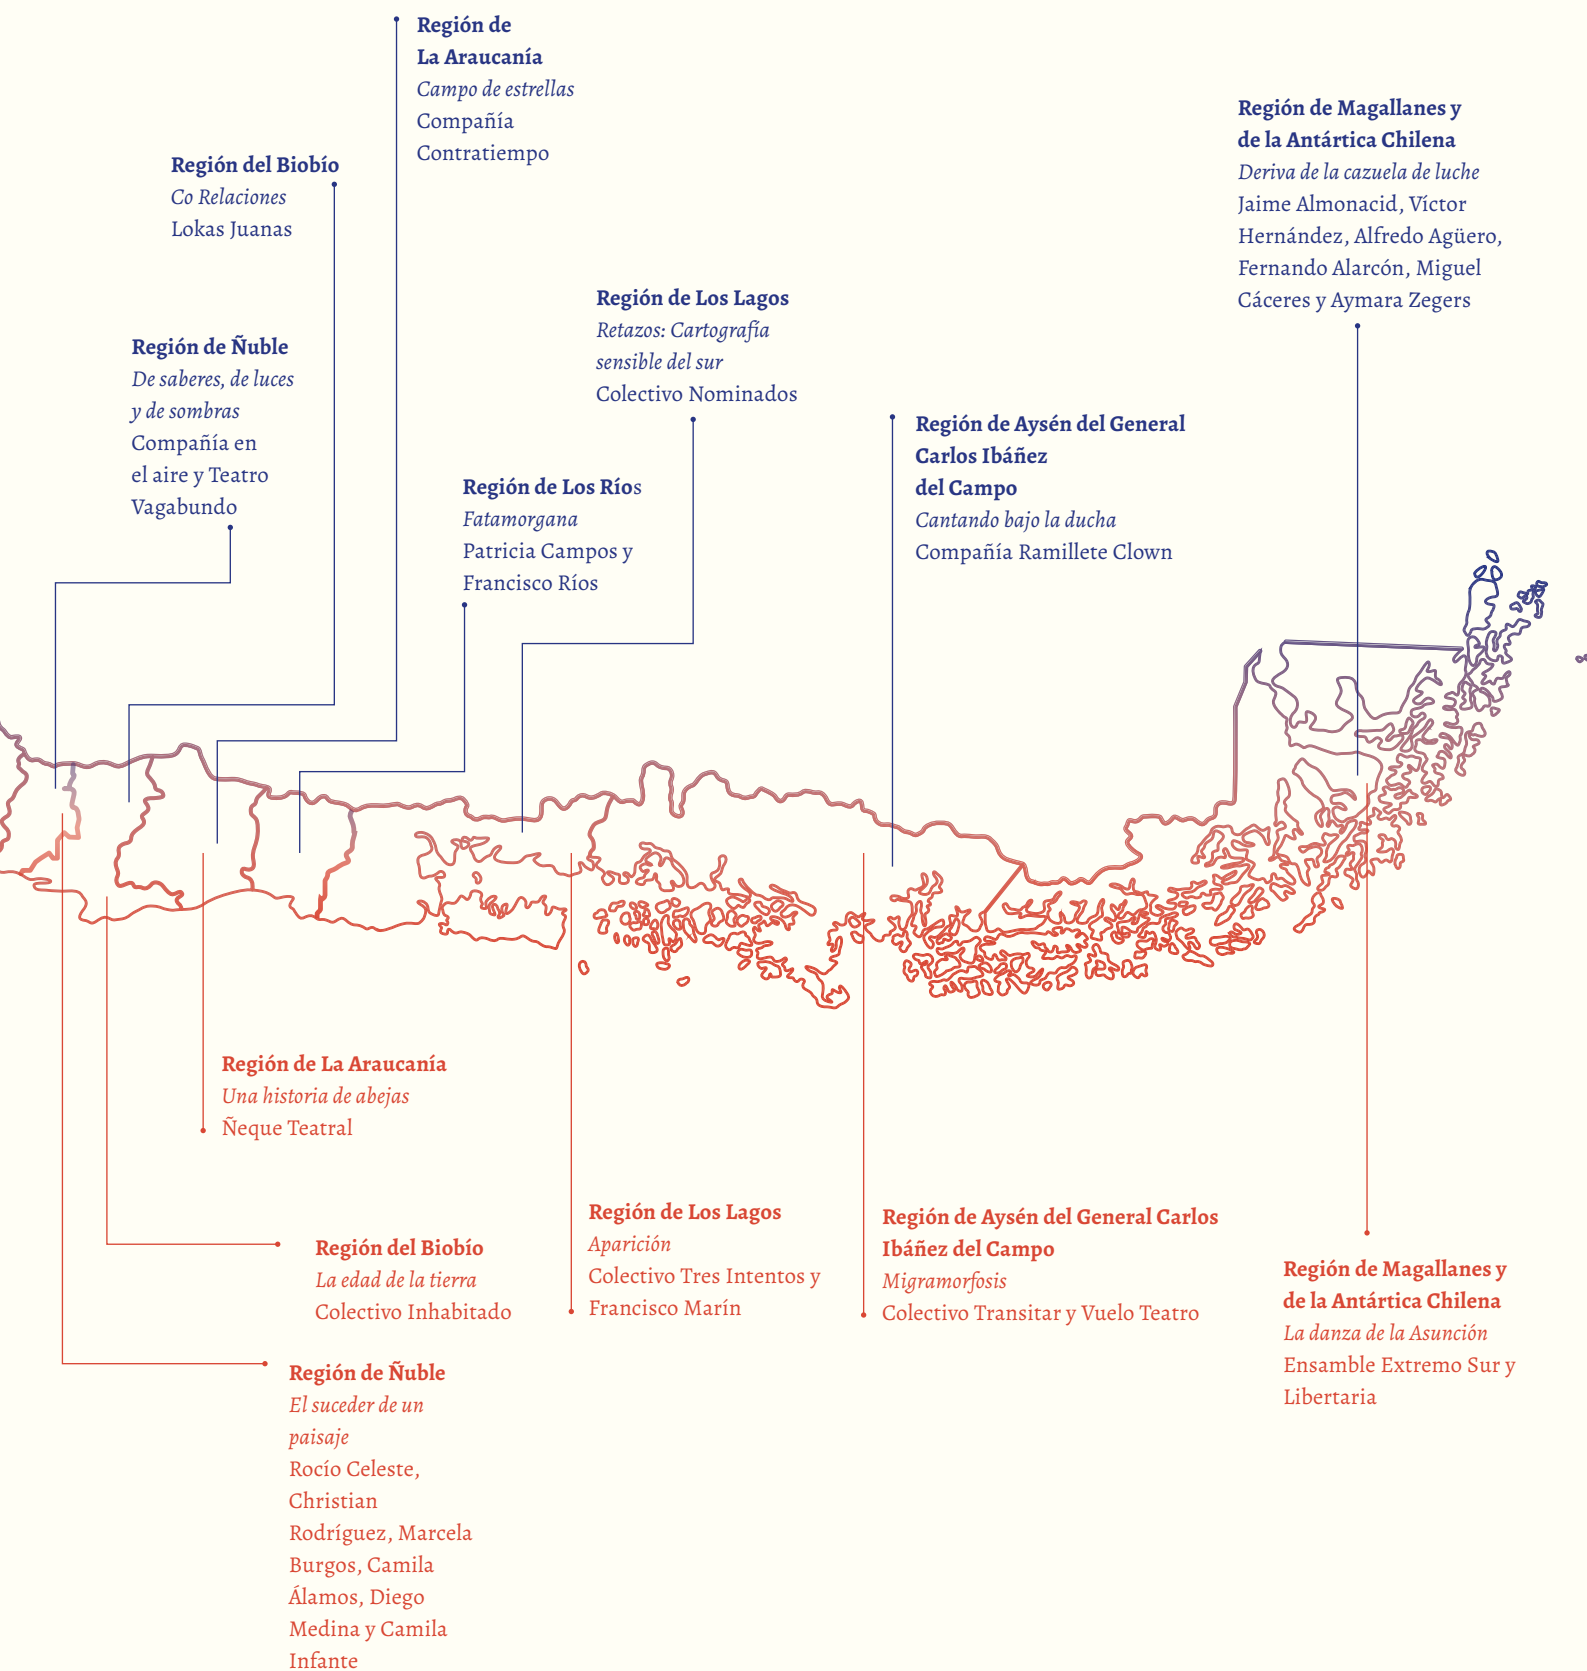 Región de
La Araucanía
Campo de estrellas
Compañía
Contratiempo
Región de Magallanes y
de la Antártica Chilena
Deriva de la cazuela de luche
Jaime Almonacid, Víctor
Hernández, Alfredo Agüero,
Fernando Alarcón, Miguel
Cáceres y Aymara Zegers
Región del Biobío
Co Relaciones
Lokas Juanas
Región de Los Lagos
Retazos: Cartografía
sensible del sur
Colectivo Nominados
Región de Ñuble
De saberes, de luces
y de sombras
Compañía en
el aire y Teatro
Vagabundo
Región de Aysén del General
Carlos Ibáñez
del Campo
Cantando bajo la ducha
Compañía Ramillete Clown
Región de Los Ríos
Fatamorgana
Patricia Campos y
Francisco Ríos
Región de La Araucanía
Una historia de abejas
Ñeque Teatral
Región de Los Lagos
Aparición
Colectivo Tres Intentos y
Francisco Marín
Región de Aysén del General Carlos
Ibáñez del Campo
Migramorfosis
Colectivo Transitar y Vuelo Teatro
Región del Biobío
La edad de la tierra
Colectivo Inhabitado
Región de Magallanes y
de la Antártica Chilena
La danza de la Asunción
Ensamble Extremo Sur y
Libertaria
Región de Ñuble
El suceder de un
paisaje
Rocío Celeste,
Christian
Rodríguez, Marcela
Burgos, Camila
Álamos, Diego
Medina y Camila
Infante